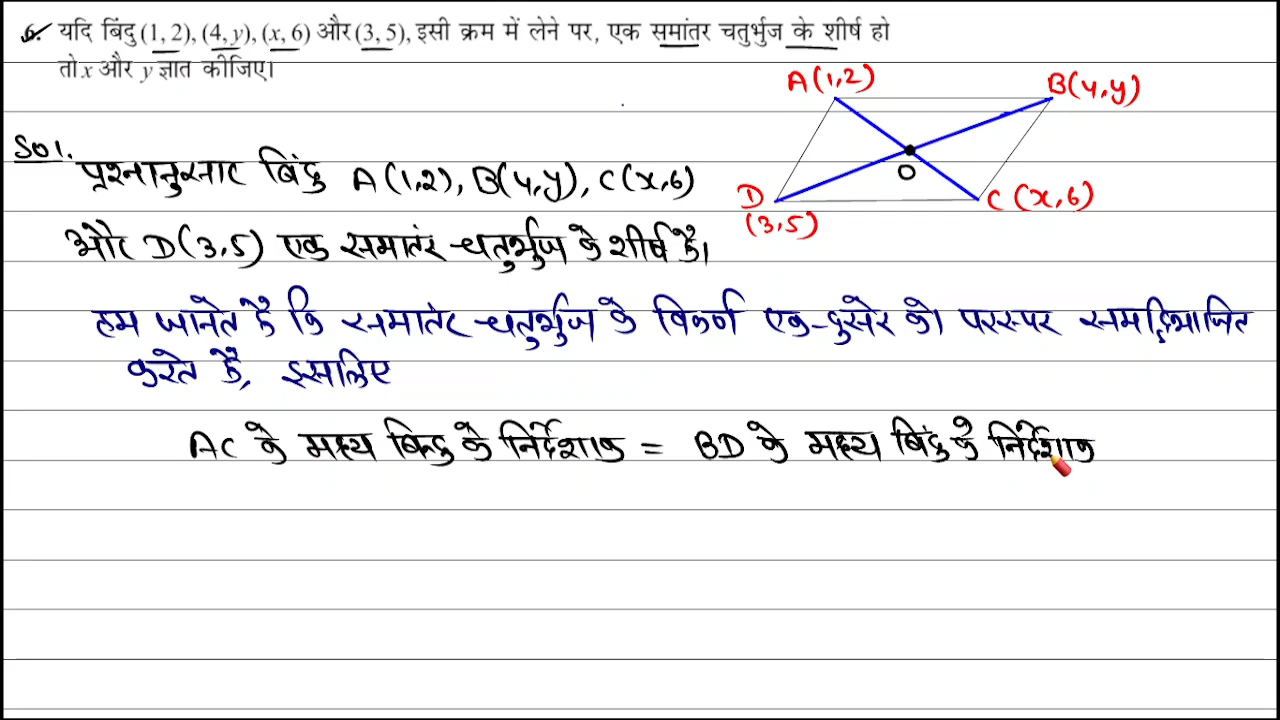 6. यदि बिंदु (1, 2), (4, y), (x, 6) और (3, 5), इसी क्रम में लेने पर, एक समांतर चतुर्भुज के शीर्ष हो
तो x और y ज्ञात कीजिए।
A(1,2)
B(4,y)
O
D
(3,5)
C (x,6)
Sol.
प्रश्नानुसार बिंदु A(1,2), B(4,y), C(x,6)
और D(3,5) एक समातंर चतुर्भुज के शीर्ष है।
हम जानते है कि समातंर चतुर्भुज के विकर्ण एक-दुसरे को परस्पर समद्विभाजित
करते है, इसलिए
AC के मध्य बिन्दु के निर्देशांक = BD के मध्य बिंदु के निर्देशांक